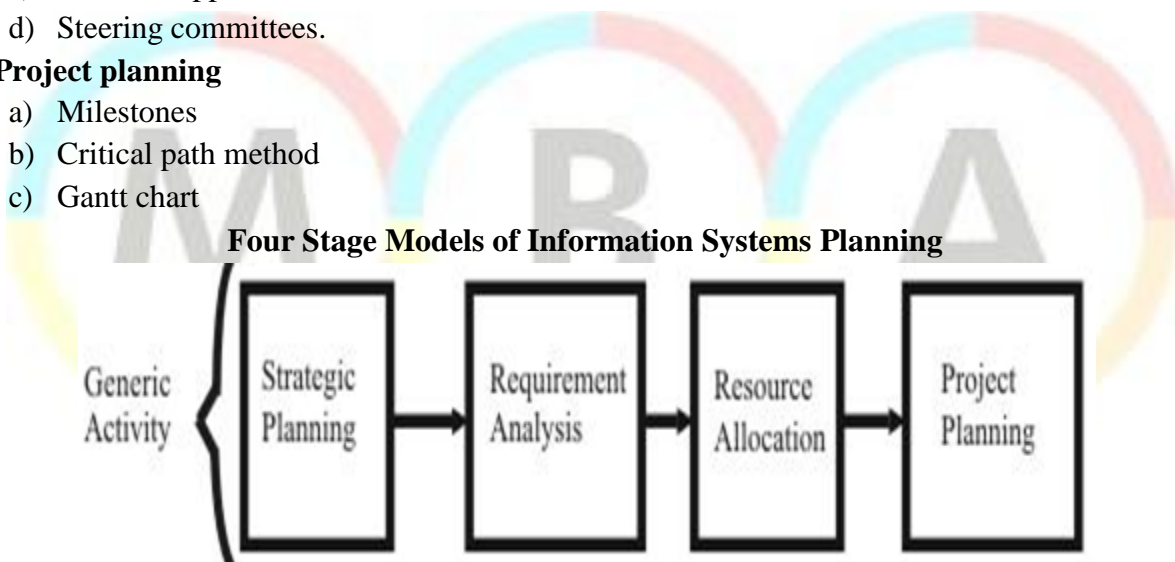 d) Steering committees.
Project planning
a) Milestones
b) Critical path method
c) Gantt chart
MBA
Four Stage Models of Information Systems Planning
Generic
Activity
Strategic
Planning
Requirement
Analysis
Resource
Allocation
Project
Planning